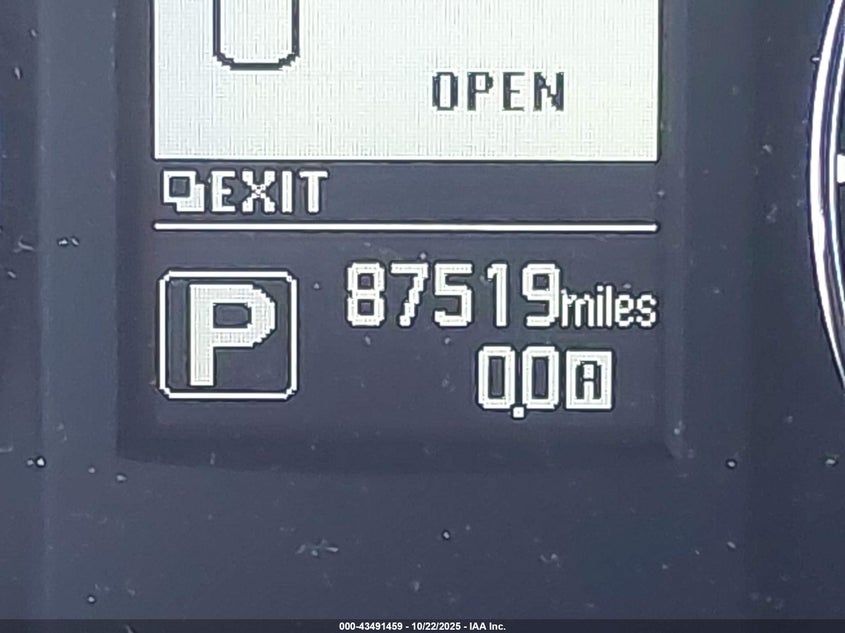 OPEN
EXIT
P
87519miles
0.0A
000-43491459 - 10/22/2025 - IAA Inc.